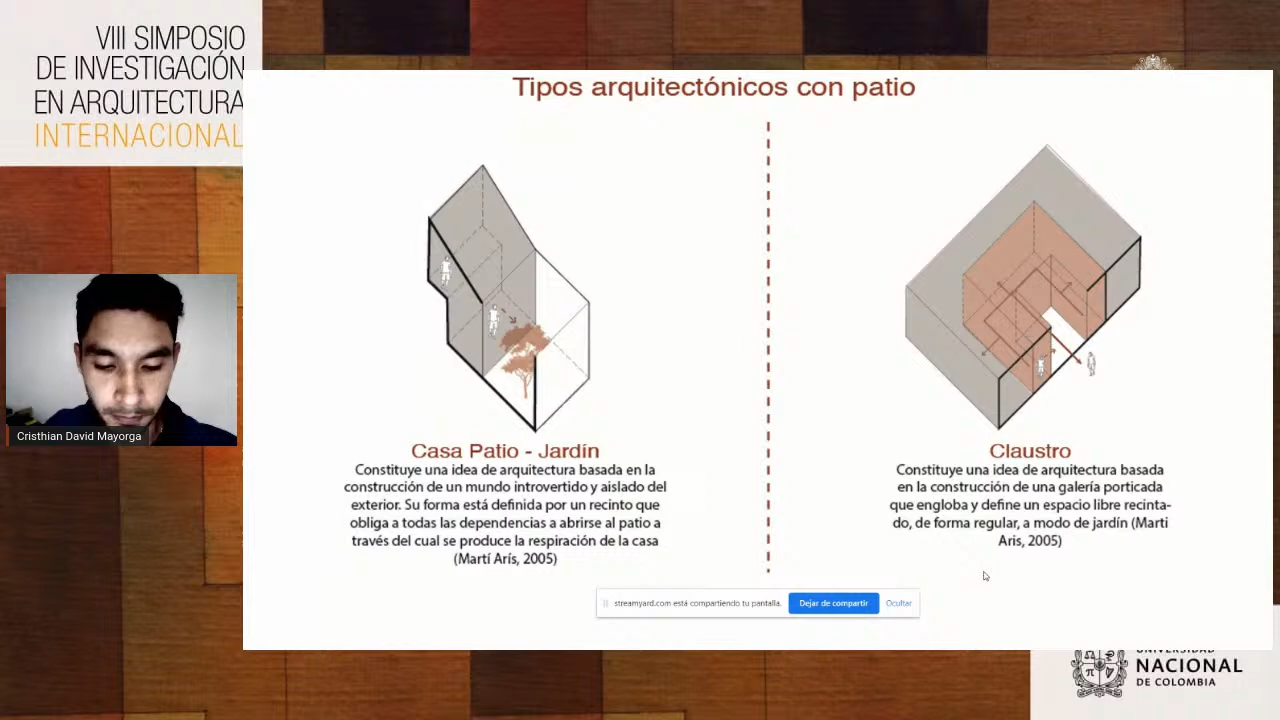 VIII SIMPOSIO
DE INVESTIGACIÓN
EN ARQUITECTURA
INTERNACIONAL
Tipos arquitectónicos con patio
Casa Patio - Jardín
Constituye una idea de arquitectura basada en la
construcción de un mundo introvertido y aislado del
exterior. Su forma está definida por un recinto que
obliga a todas las dependencias a abrirse al patio a
través del cual se produce la respiración de la casa
(Martí Arís, 2005)
Claustro
Constituye una idea de arquitectura basada
en la construcción de una galería porticada
que engloba y define un espacio libre recinta-
do, de forma regular, a modo de jardín (Marti
Aris, 2005)
Cristhian David Mayorga
streamyard.com está compartiendo tu pantalla.
Dejar de compartir
Ocultar
UNIVERSIDAD
NACIONAL
DE COLOMBIA